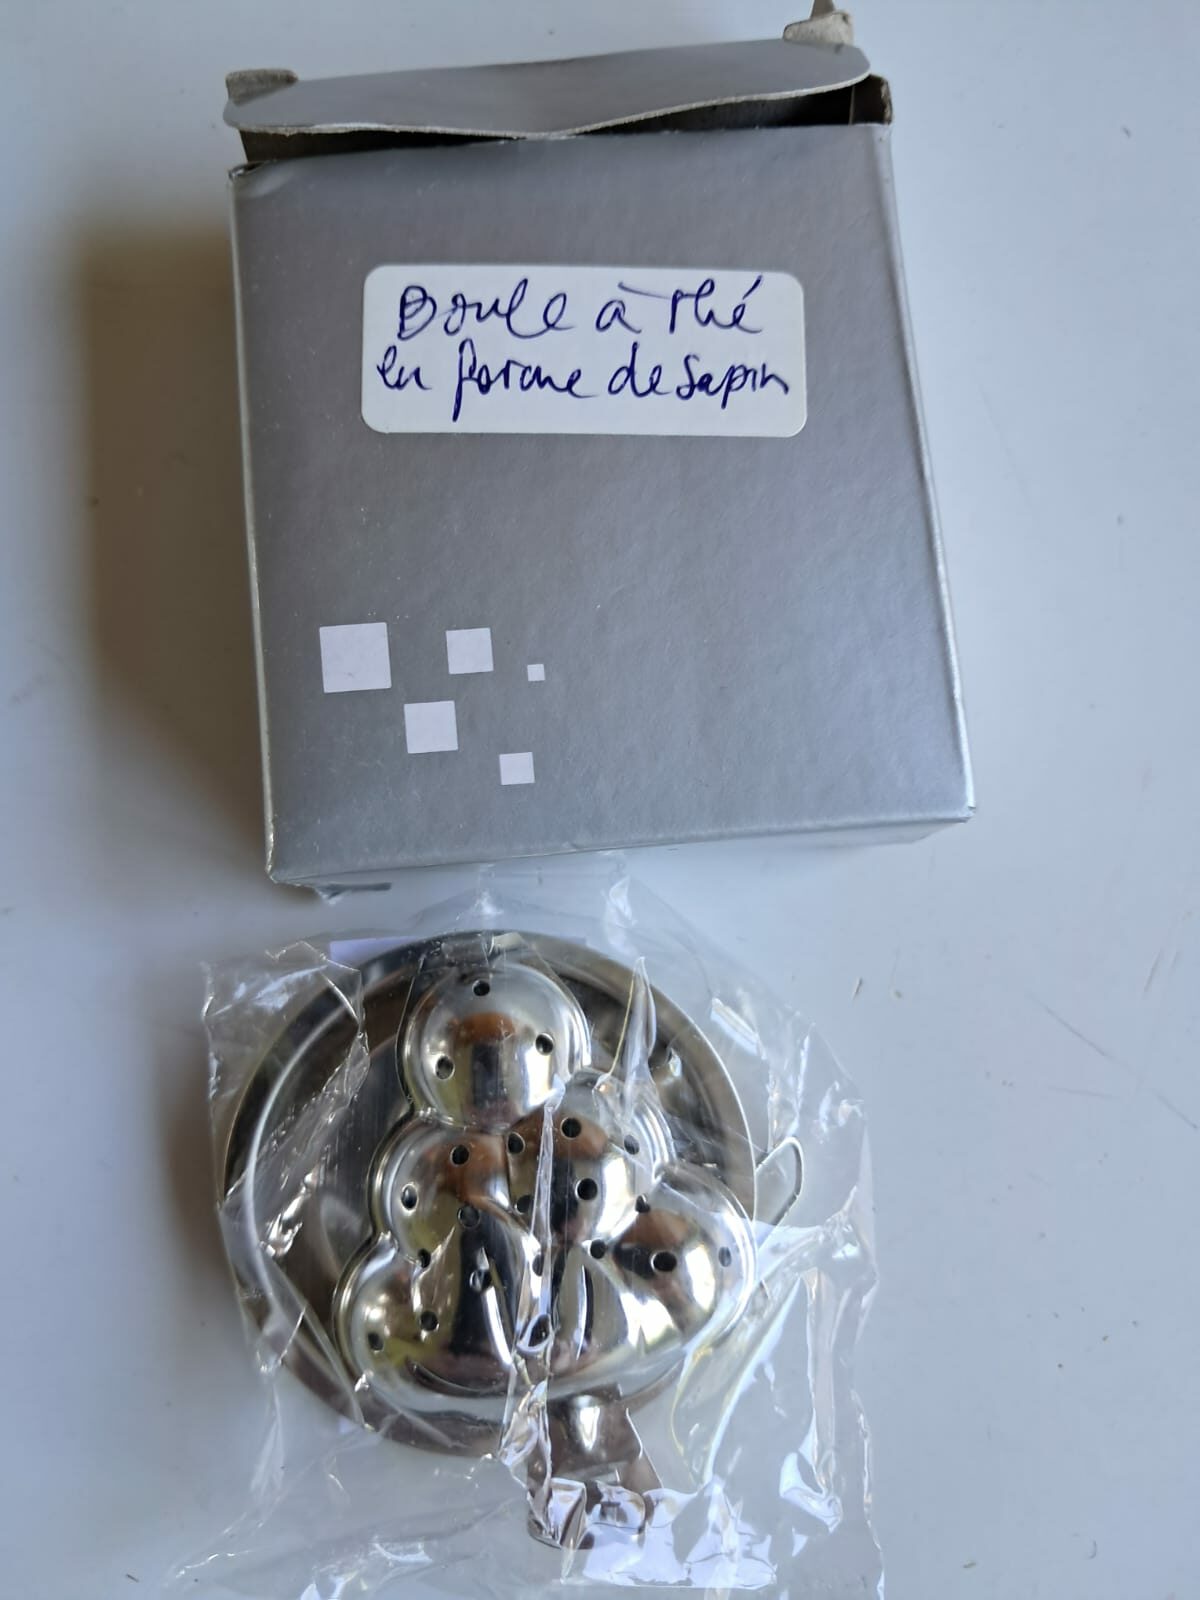 Boule à thé
en forme de sapin